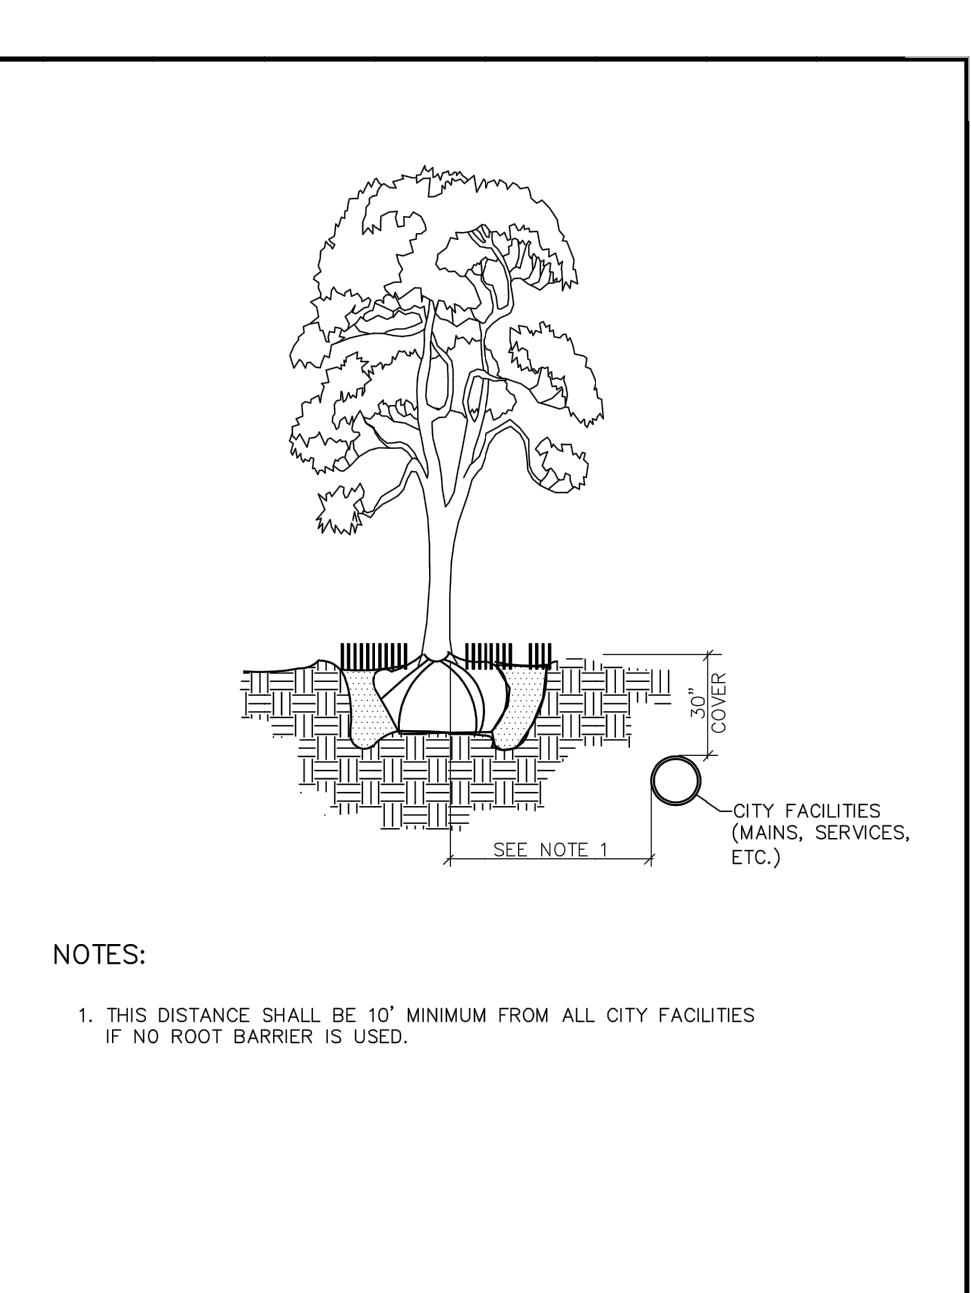 30"
COVER
CITY FACILITIES
(MAINS, SERVICES,
ETC.)
SEE NOTE 1
NOTES:
1. THIS DISTANCE SHALL BE 10' MINIMUM FROM ALL CITY FACILITIES
IF NO ROOT BARRIER IS USED.